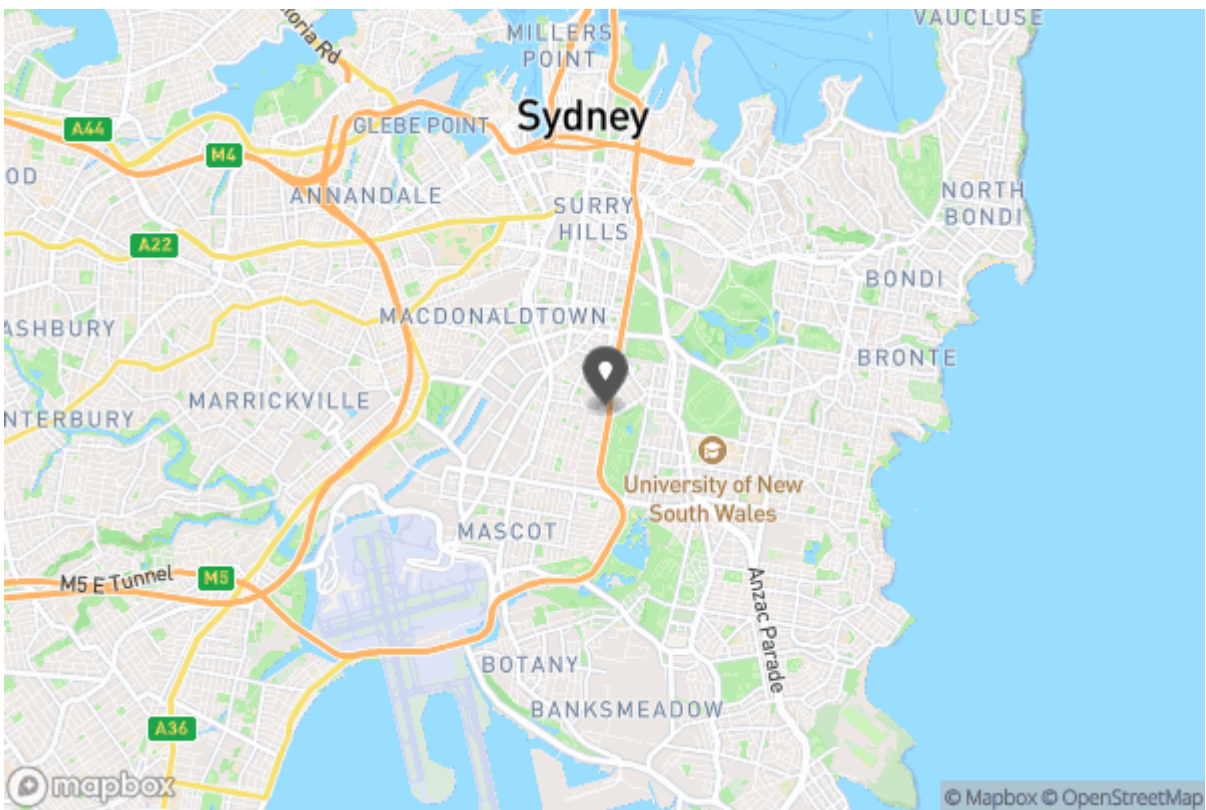 VAUCLUSE
toria Rd
MILLERS
POINT
Sydney
GLEBE POINT
A44
M4
OD
ANNANDALE
NORTH
BONDI
SURRY
HILLS
A22
BONDI
MACDONALDTOWN
ASHBURY
BRONTE
MARRICKVILLE
NTERBURY
University of New
South Wales
MASCOT
M5 E Tunnel
M5
Anzac Parade
BOTANY
BANKSMEADOW
A36
mapbox
© Mapbox © OpenStreetMap